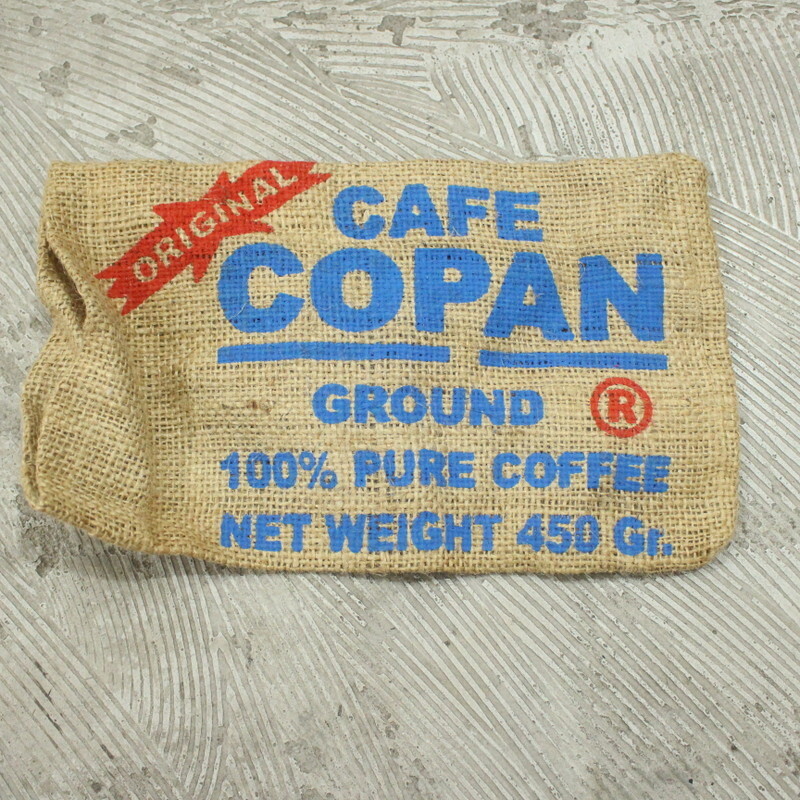 ORIGINAL
CAFE
COPAN
GROUND ®
100% PURE COFFEE
NET WEIGHT 450 Gr.